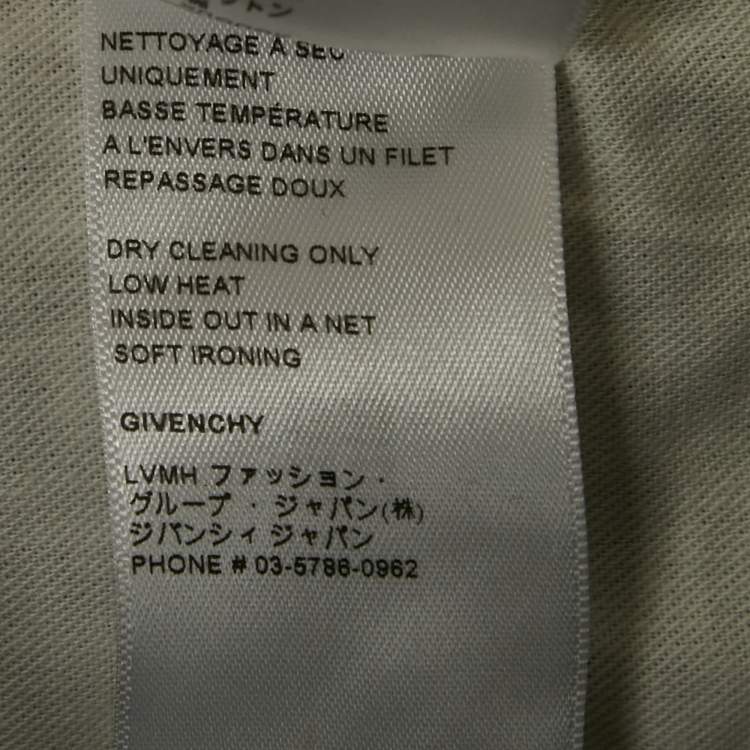 NETTOYAGE A SEC
UNIQUEMENT
BASSE TEMPÉRATURE
A L'ENVERS DANS UN FILET
REPASSAGE DOUX
DRY CLEANING ONLY
LOW HEAT
INSIDE OUT IN A NET
SOFT IRONING
GIVENCHY
LVMH ファッション・
グループ・ジャパン(株)
ジバンシィ ジャパン
PHONE # 03-5786-0962